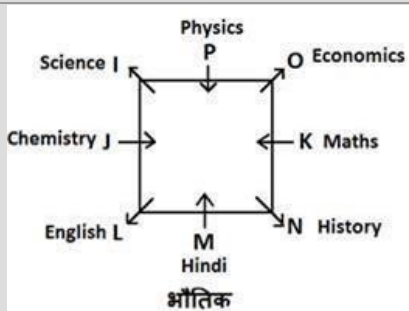 Physics
P
Science I
O Economics
Chemistry J
K Maths
English L
N History
M
Hindi
भौतिक